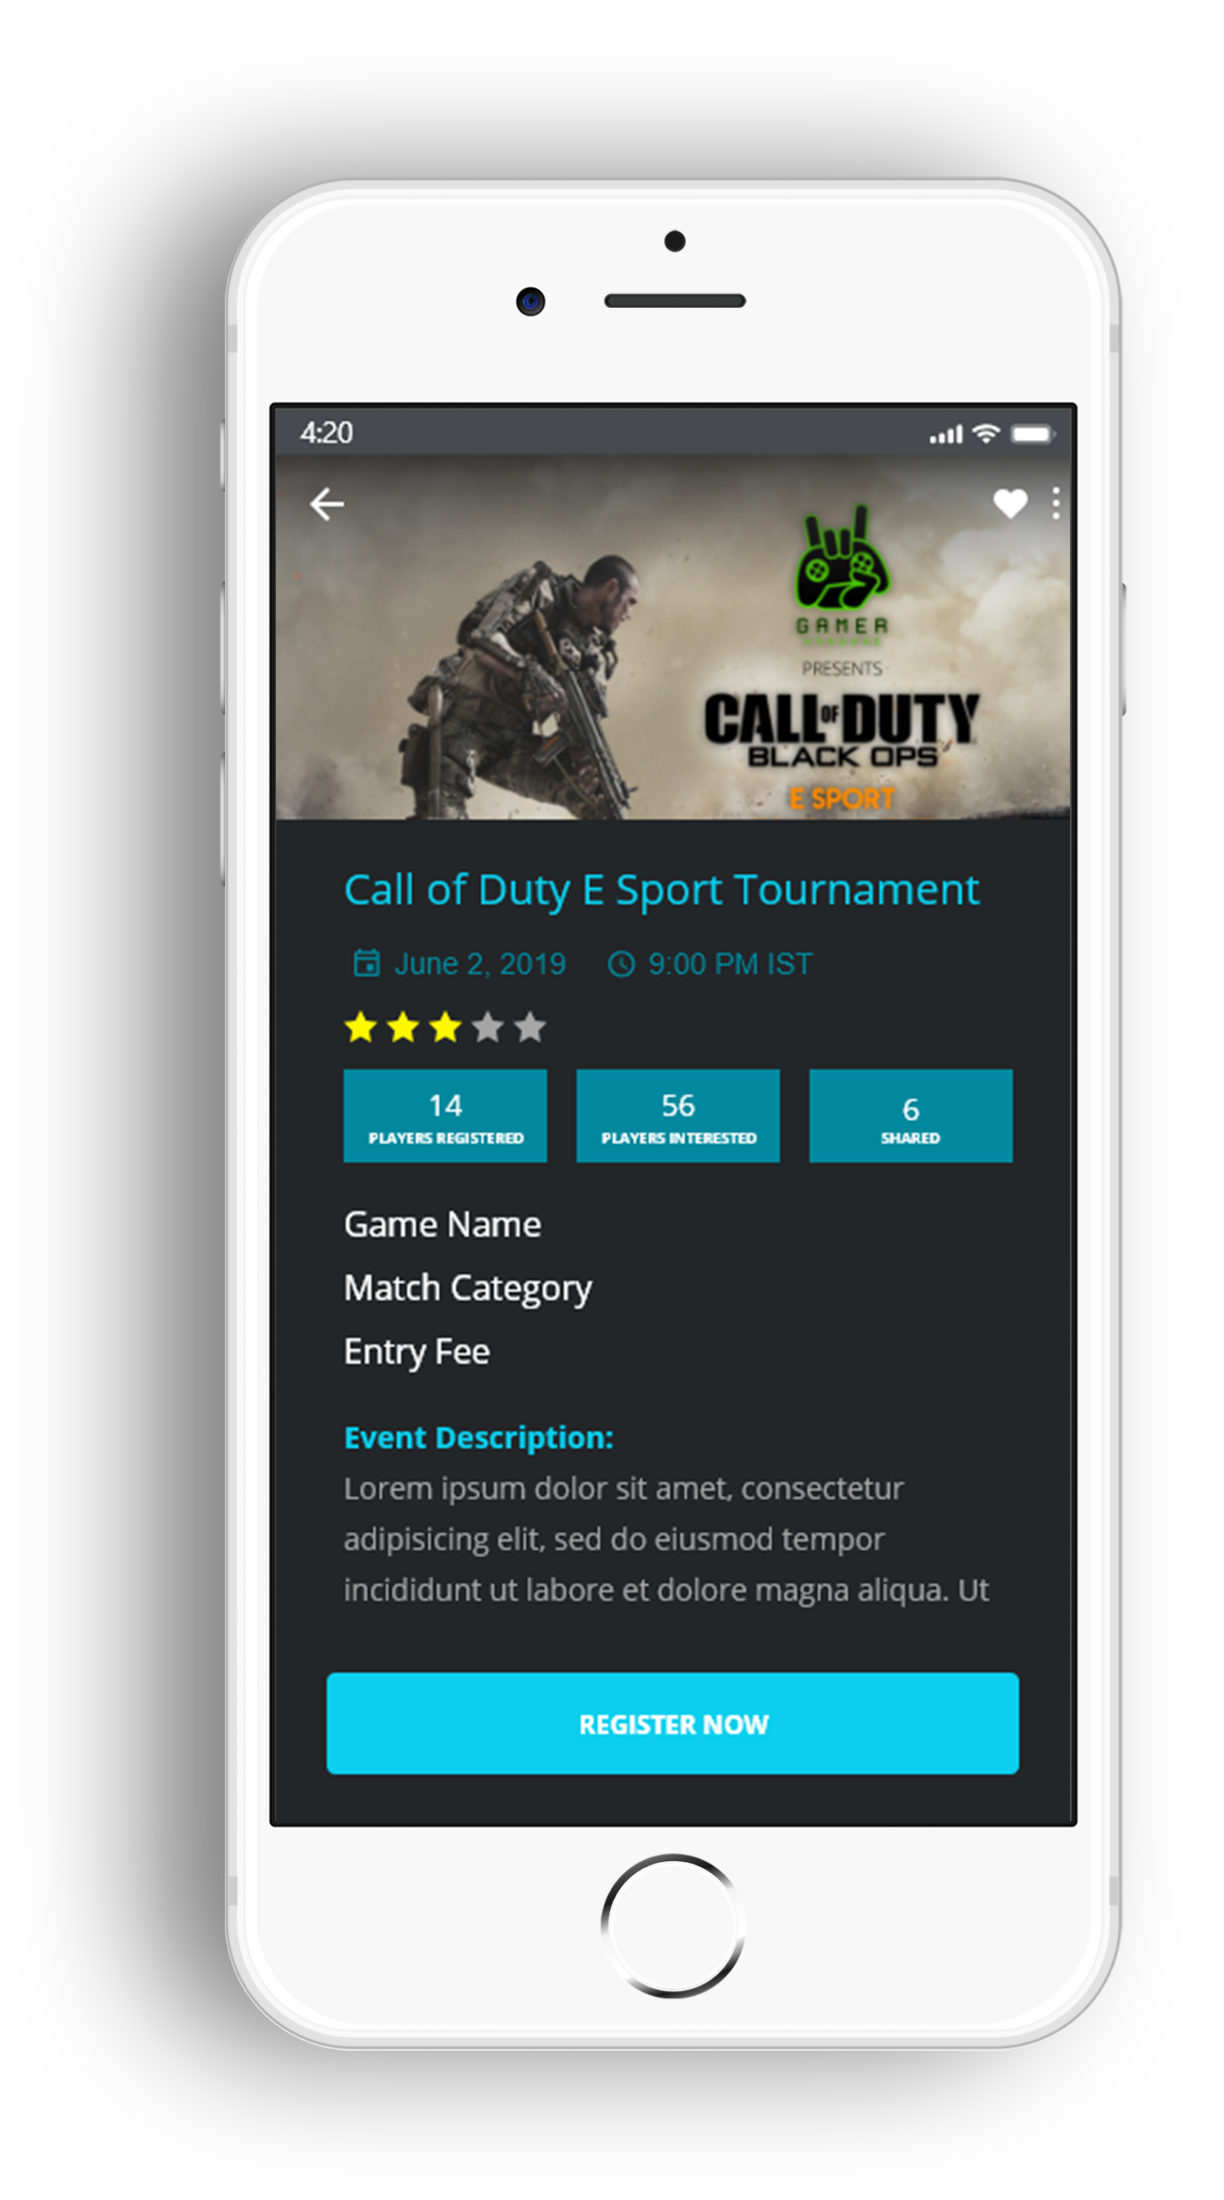 4:20
GAMER
PRESENTS
CALL OF DUTY
BLACK OPS
E SPORT
Call of Duty E Sport Tournament
June 2, 2019 9:00 PM IST
14 56 6
PLAYERS REGISTERED PLAYERS INTERESTED SHARED
Game Name
Match Category
Entry Fee
Event Description:
Lorem ipsum dolor sit amet, consectetur
adipisicing elit, sed do eiusmod tempor
incididunt ut labore et dolore magna aliqua. Ut
REGISTER NOW